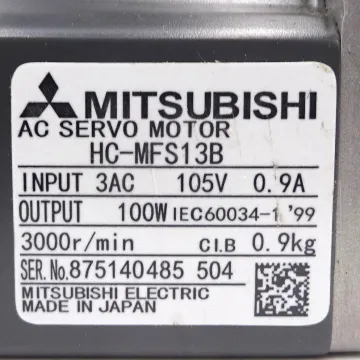 MITSUBISHI
AC SERVO MOTOR
HC-MFS13B
INPUT 3AC 105V 0.9A
OUTPUT 100W IEC60034-1 '99
3000r/min CI.B 0.9kg
SER.No.875140485 504
MITSUBISHI ELECTRIC
MADE IN JAPAN